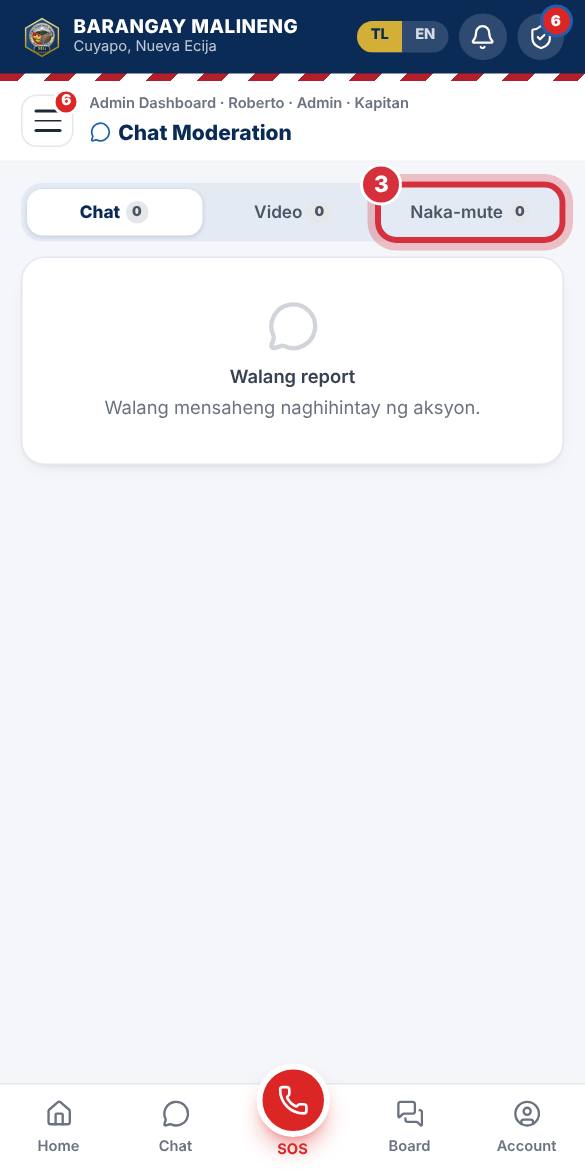 BARANGAY MALINENG
Cuyapo, Nueva Ecija
TL EN
6
6
Admin Dashboard · Roberto · Admin · Kapitan
Chat Moderation
3
Chat 0 Video 0 Naka-mute 0
Walang report
Walang mensaheng naghihintay ng aksyon.
Home Chat SOS Board Account